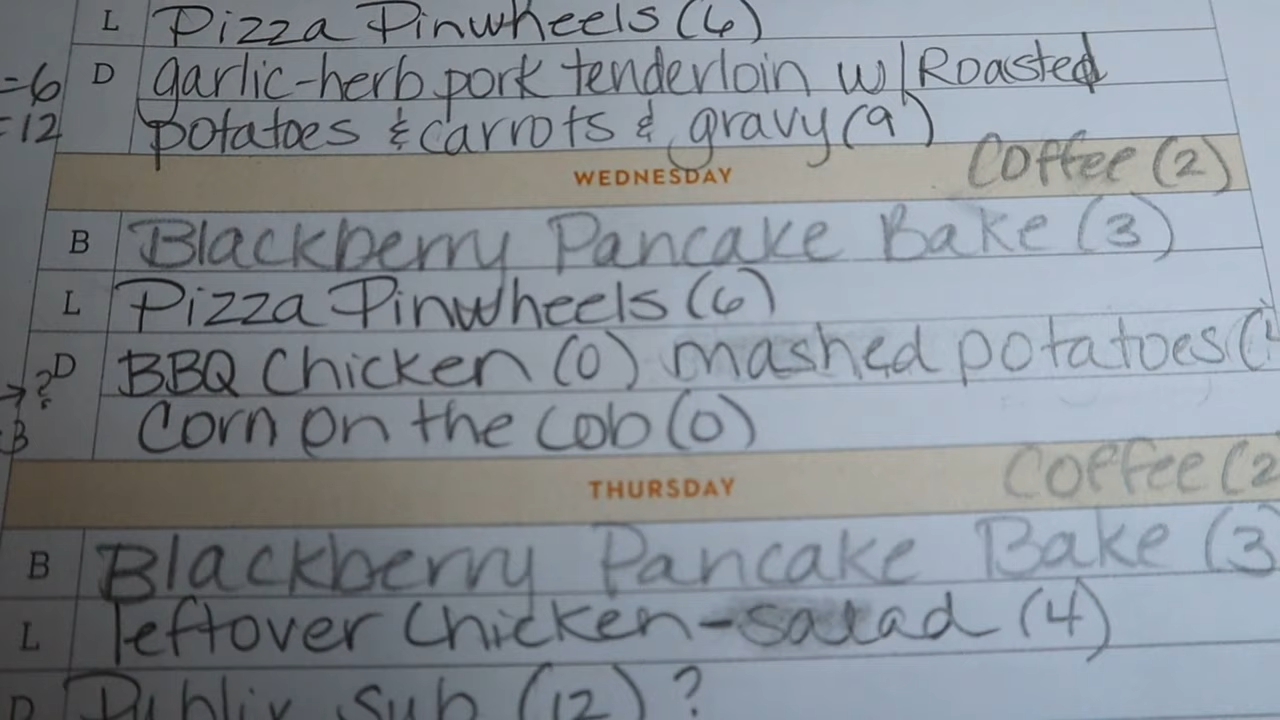 L Pizza Pinwheels (6)
=6 D garlic-herb pork tenderloin w/ Roasted
=12 potatoes & carrots & gravy (9)
WEDNESDAY Coffee (2)
B Blackberry Pancake Bake (3)
L Pizza Pinwheels (6)
→ ? D BBQ Chicken (0) mashed potatoes (
Corn on the Cob (0)
THURSDAY Coffee (2
B Blackberry Pancake Bake (3
L leftover Chicken-salad (4)
D Publix Sub (12) ?